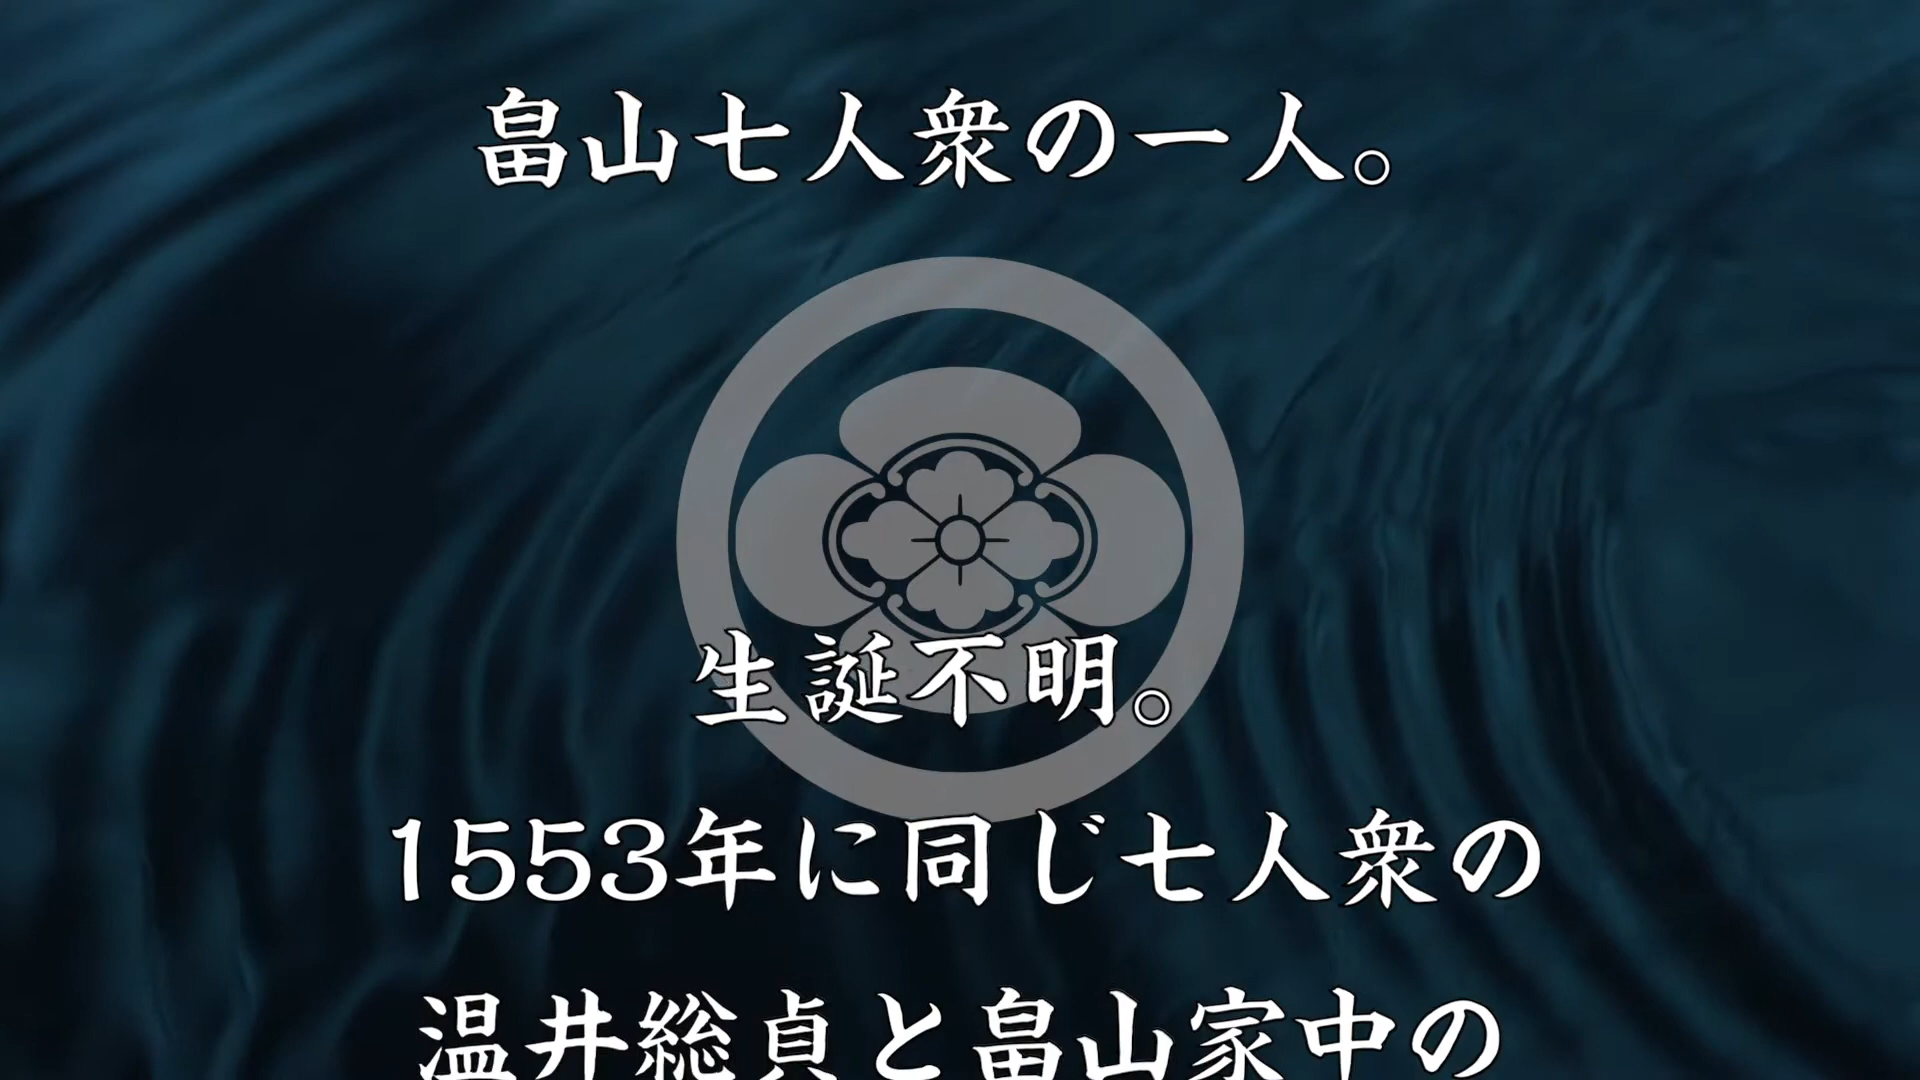 畠山七人衆の一人。
生誕不明。
1553年に同じ七人衆の
温井総貞と畠山家中の